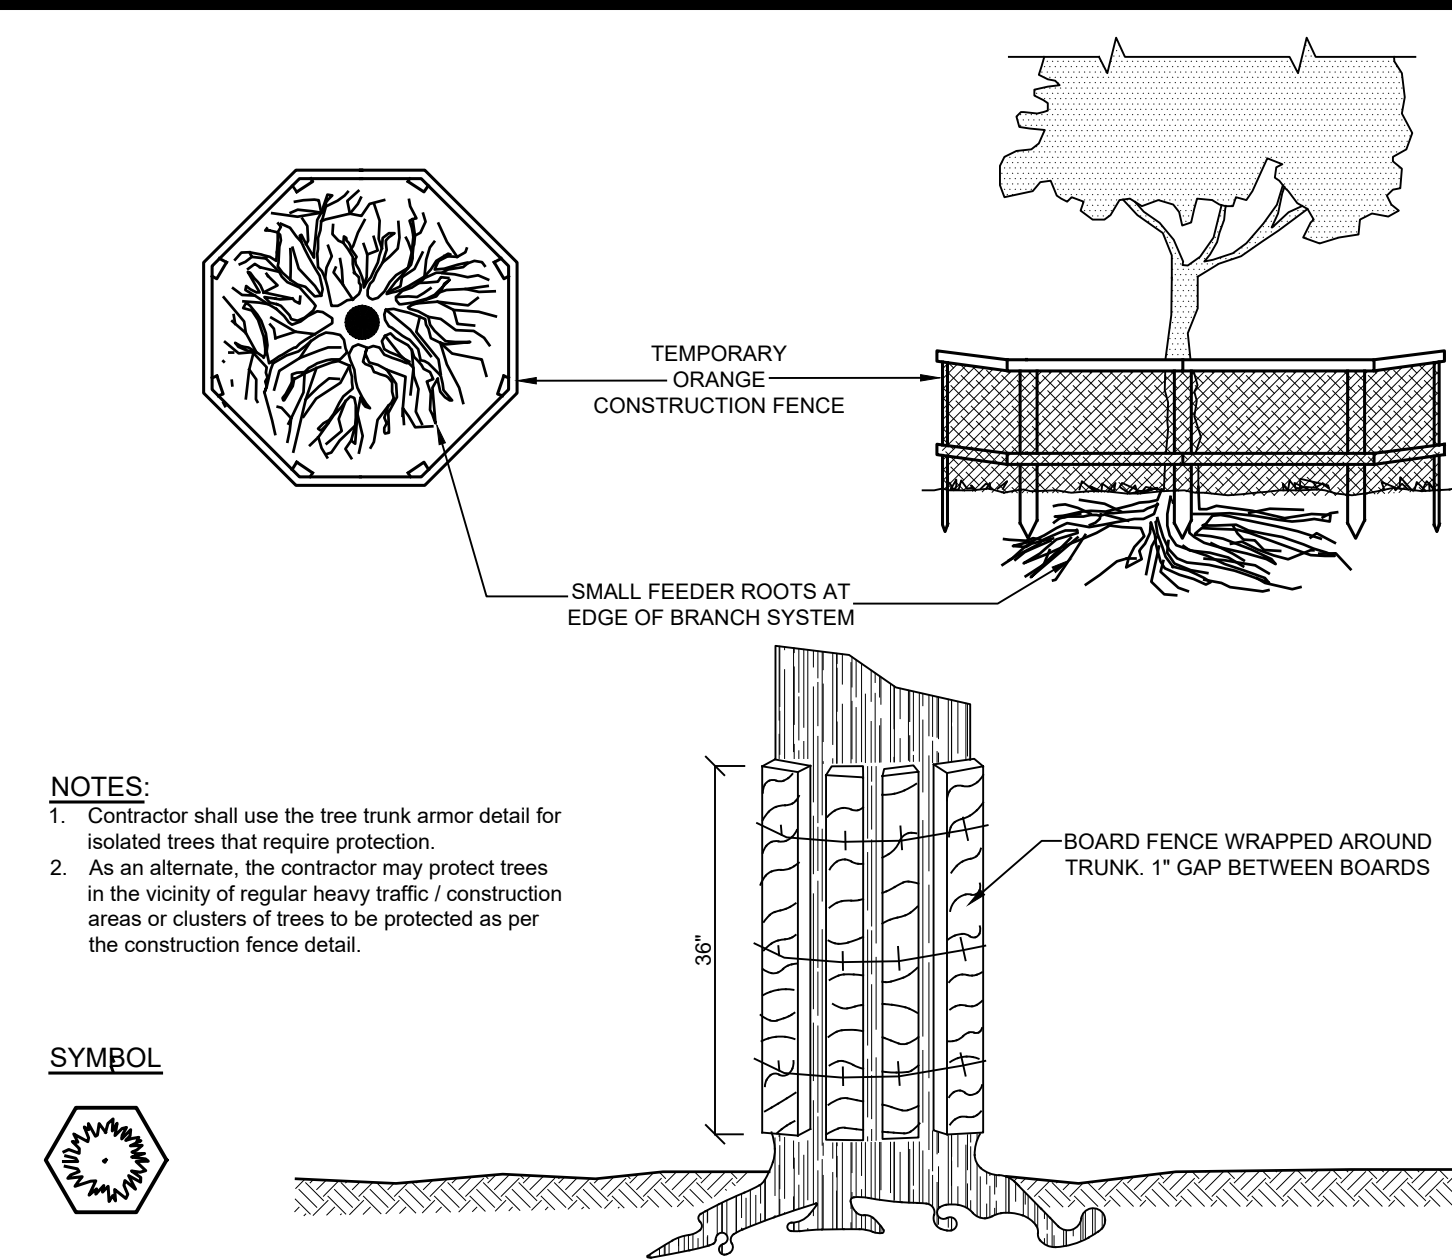 TEMPORARY
ORANGE
CONSTRUCTION FENCE
SMALL FEEDER ROOTS AT
EDGE OF BRANCH SYSTEM
NOTES:
1. Contractor shall use the tree trunk armor detail for
isolated trees that require protection.
2. As an alternate, the contractor may protect trees
in the vicinity of regular heavy traffic / construction
areas or clusters of trees to be protected as per
the construction fence detail.
36"
BOARD FENCE WRAPPED AROUND
TRUNK. 1" GAP BETWEEN BOARDS
SYMBOL